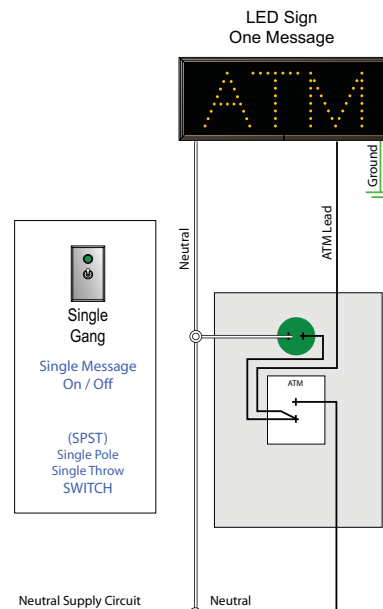 LED Sign
One Message
ATM
Ground
Neutral
ATM Lead
Single
Gang
Single Message
On / Off
(SPST)
Single Pole
Single Throw
SWITCH
ATM
Neutral Supply Circuit
Neutral